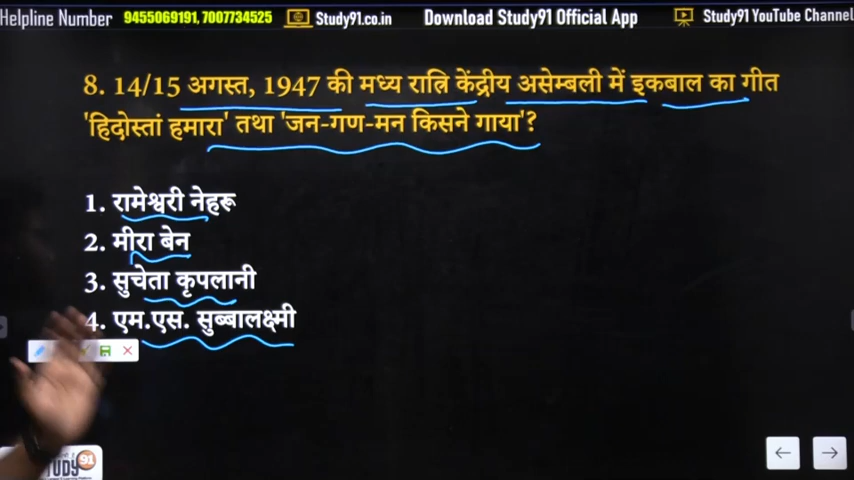 Helpline Number 9455069191, 7007734525 Study91.co.in Download Study91 Official App Study91 YouTube Channel
8. 14/15 अगस्त, 1947 की मध्य रात्रि केंद्रीय असेम्बली में इकबाल का गीत
'हिदोस्तां हमारा' तथा 'जन-गण-मन किसने गाया'?
1. रामेश्वरी नेहरू
2. मीरा बेन
3. सुचेता कृपलानी
4. एम.एस. सुब्बालक्ष्मी
STUDY 91